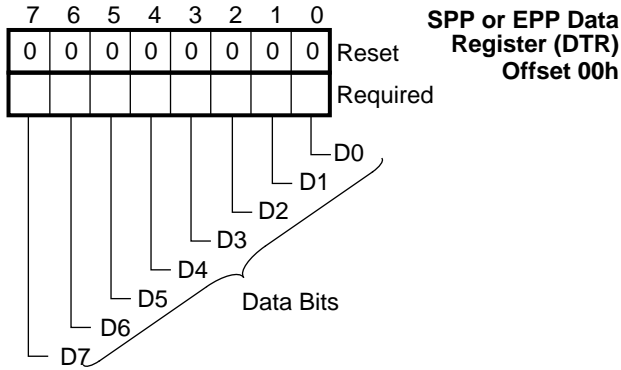 7 6 5 4 3 2 1 0
SPP or EPP Data
Register (DTR)
Offset 00h
0 0 0 0 0 0 0 0 Reset
Required
D0
D1
D2
D3
D4
D5
D6
D7
Data Bits